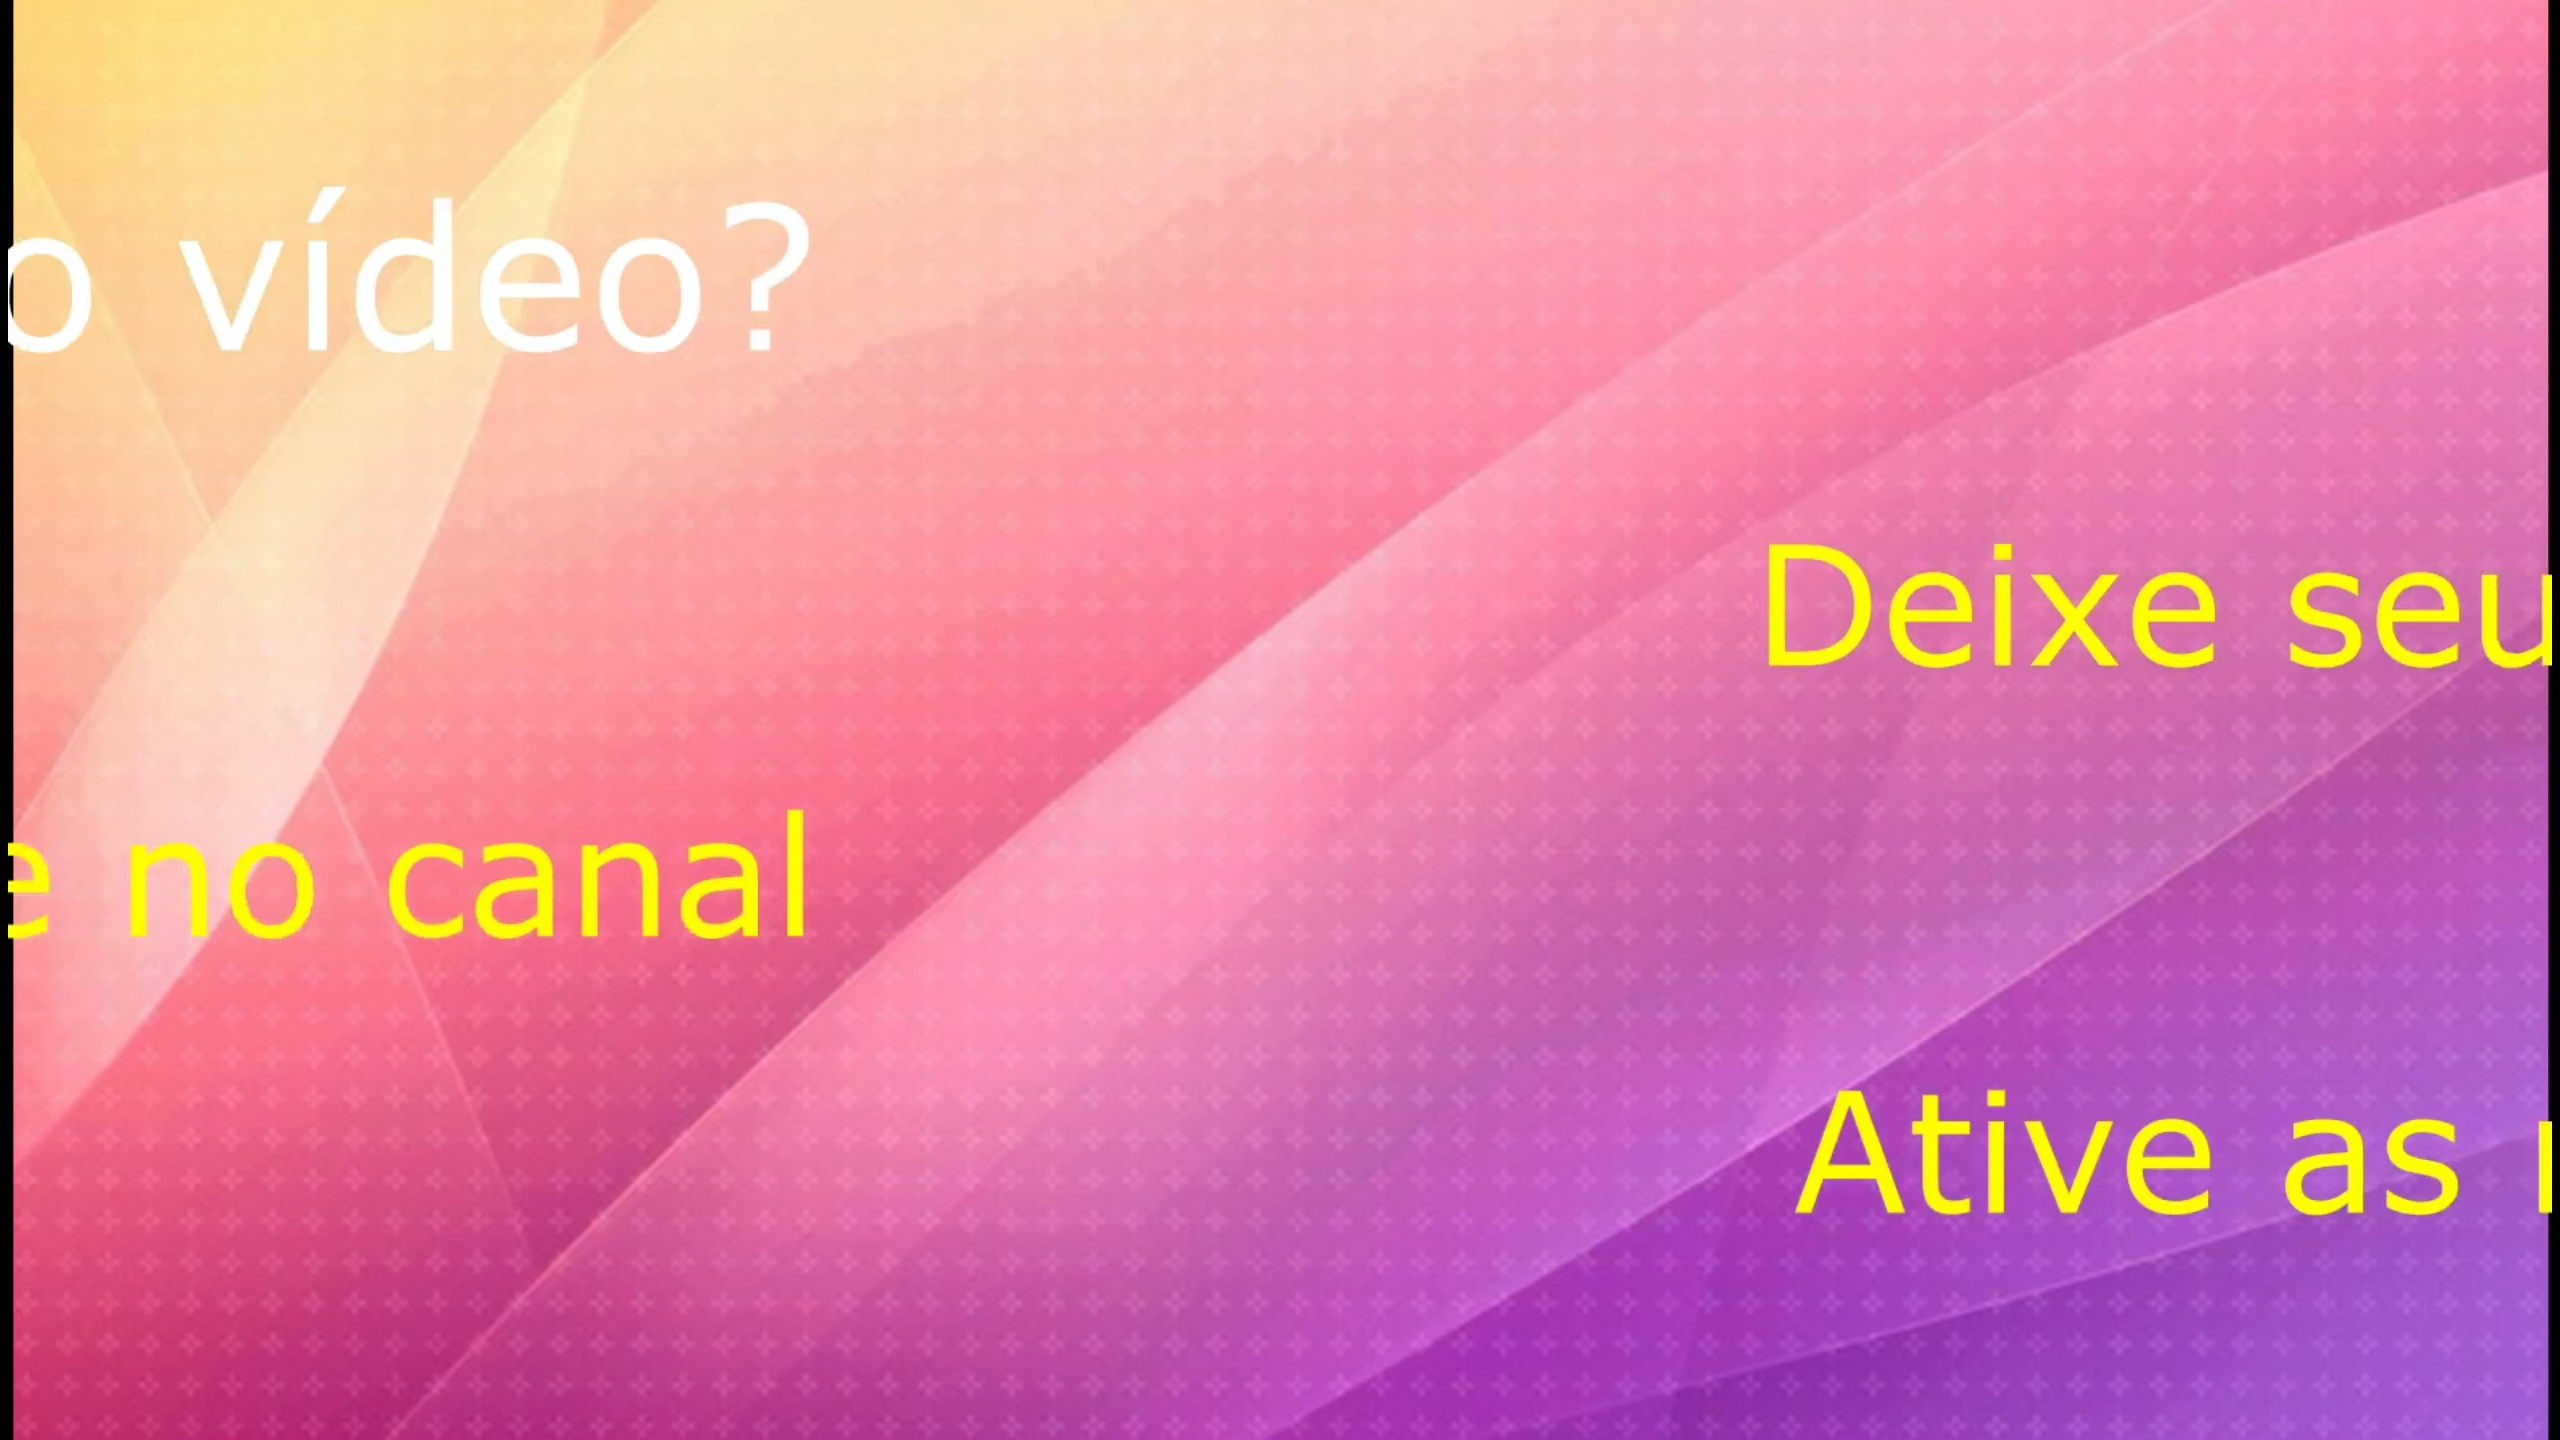 o vídeo?
Deixe seu
e no canal
Ative as